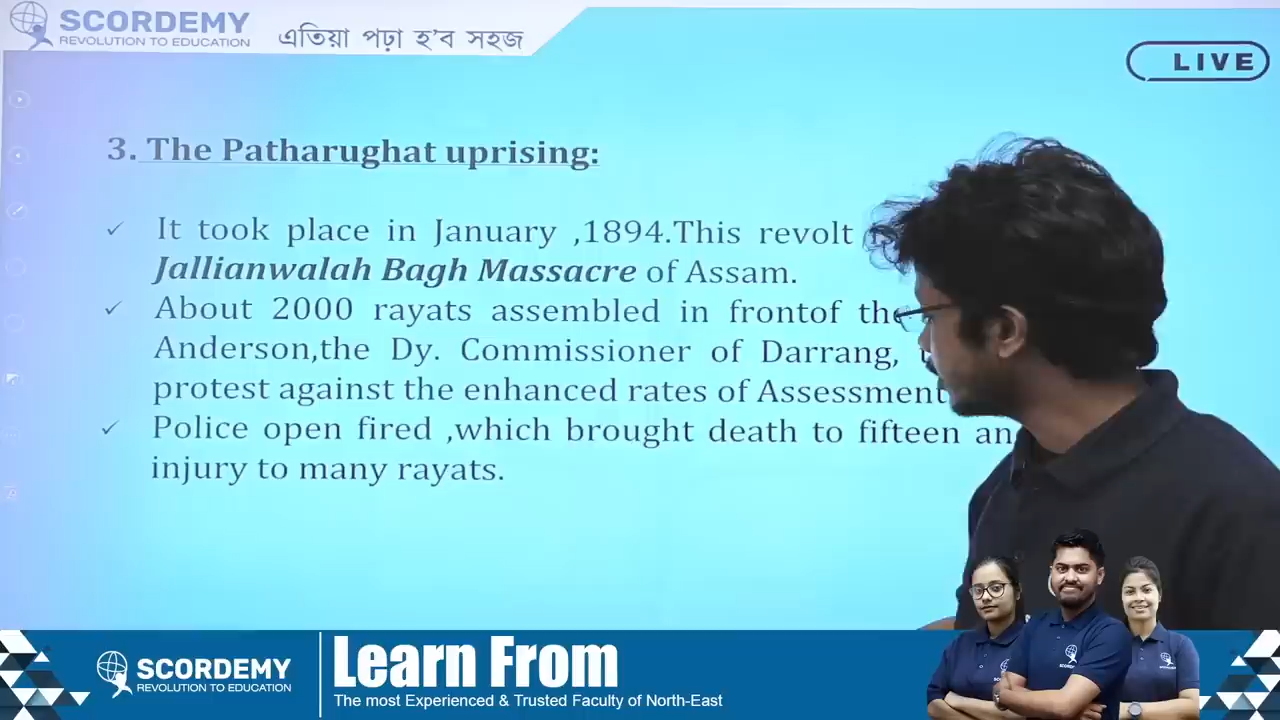 SCORDEMY
REVOLUTION TO EDUCATION
এতিয়া পঢ়া হ'ব সহজ
LIVE
3. The Patharughat uprising:
✓ It took place in January ,1894.This revolt
Jallianwalah Bagh Massacre of Assam.
✓ About 2000 rayats assembled in frontof the
Anderson,the Dy. Commissioner of Darrang,
protest against the enhanced rates of Assessment
✓ Police open fired ,which brought death to fifteen
injury to many rayats.
SCORDEMY
REVOLUTION TO EDUCATION
Learn From
The most Experienced & Trusted Faculty of North-East